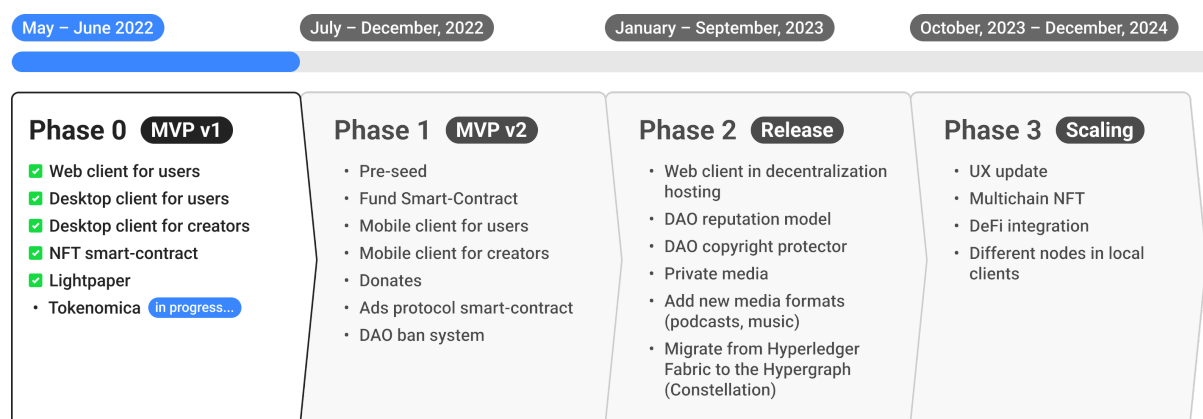 May – June 2022
July – December, 2022
January – September, 2023
October, 2023 – December, 2024
Phase 0 MVP v1
Web client for users
Desktop client for users
Desktop client for creators
NFT smart-contract
Lightpaper
Tokenomica in progress...
Phase 1 MVP v2
Pre-seed
Fund Smart-Contract
Mobile client for users
Mobile client for creators
Donates
Ads protocol smart-contract
DAO ban system
Phase 2 Release
Web client in decentralization
hosting
DAO reputation model
DAO copyright protector
Private media
Add new media formats
(podcasts, music)
Migrate from Hyperledger
Fabric to the Hypergraph
(Constellation)
Phase 3 Scaling
UX update
Multichain NFT
DeFi integration
Different nodes in local
clients